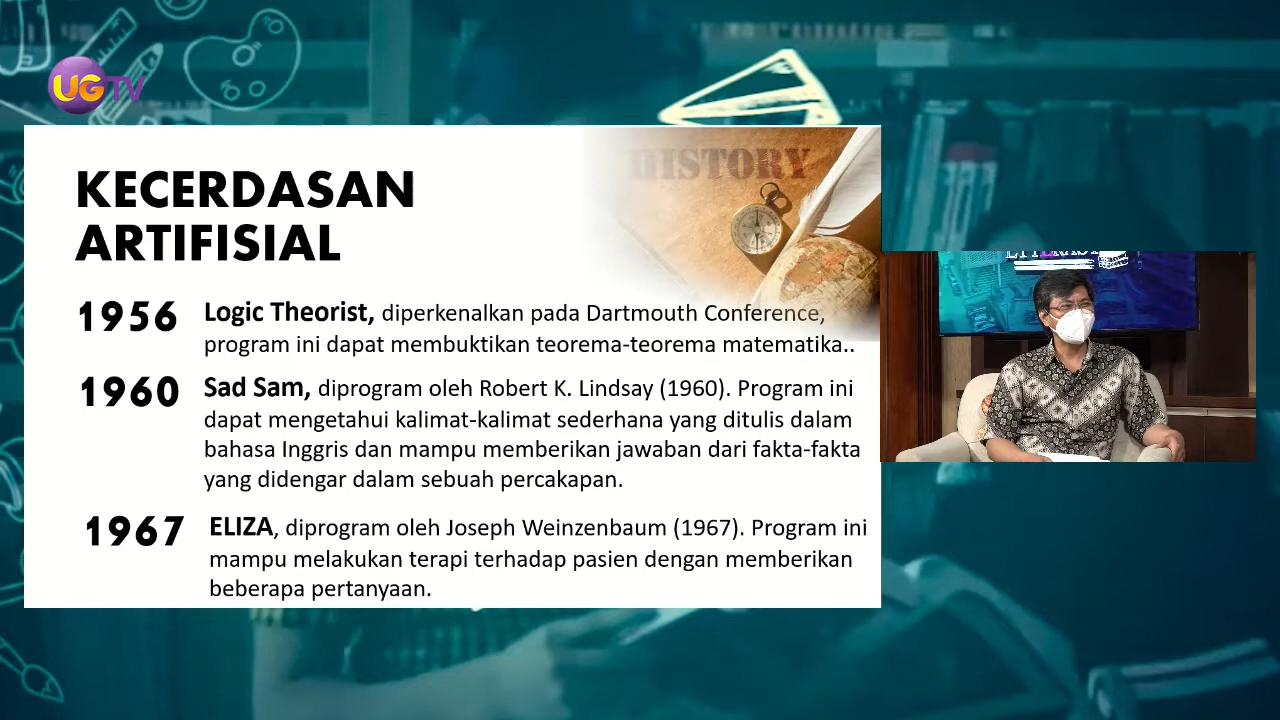 UGTV
HISTORY
KECERDASAN
ARTIFISIAL
1956 Logic Theorist, diperkenalkan pada Dartmouth Conference,
program ini dapat membuktikan teorema-teorema matematika..
1960 Sad Sam, diprogram oleh Robert K. Lindsay (1960). Program ini
dapat mengetahui kalimat-kalimat sederhana yang ditulis dalam
bahasa Inggris dan mampu memberikan jawaban dari fakta-fakta
yang didengar dalam sebuah percakapan.
1967 ELIZA, diprogram oleh Joseph Weinzenbaum (1967). Program ini
mampu melakukan terapi terhadap pasien dengan memberikan
beberapa pertanyaan.